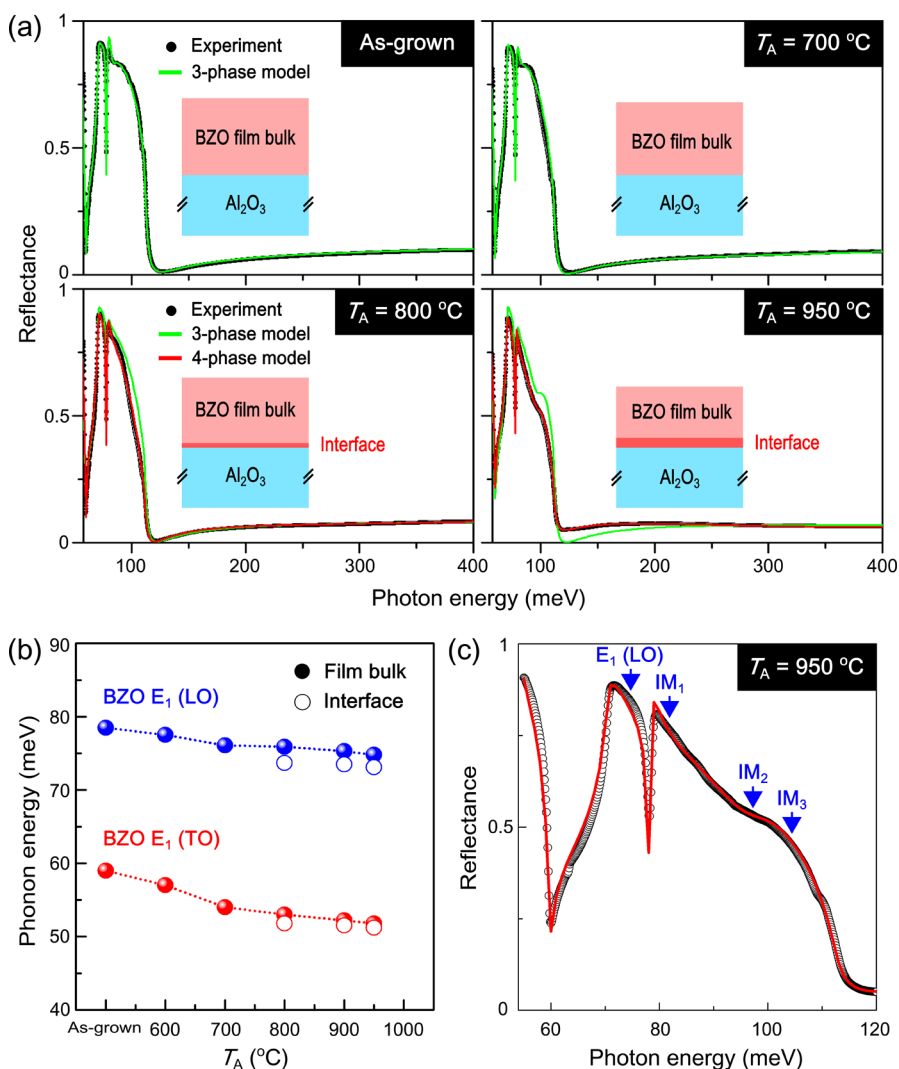 (a)
As-grown
Experiment
3-phase model
BZO film bulk
Al₂O₃
1
0.5
0
T_A = 700 °C
BZO film bulk
Al₂O₃
Reflectance
T_A = 800 °C
Experiment
3-phase model
4-phase model
BZO film bulk
Interface
Al₂O₃
1
0.5
0
100 200 300 400
T_A = 950 °C
BZO film bulk
Interface
Al₂O₃
100 200 300 400
Photon energy (meV)
(b)
90
80
70
60
50
40
Phonon energy (meV)
Film bulk
Interface
BZO E₁ (LO)
BZO E₁ (TO)
As-grown 600 700 800 900 1000
T_A (°C)
(c)
T_A = 950 °C
E₁ (LO)
IM₁
IM₂
IM₃
1
0.5
0
Reflectance
60 80 100 120
Photon energy (meV)